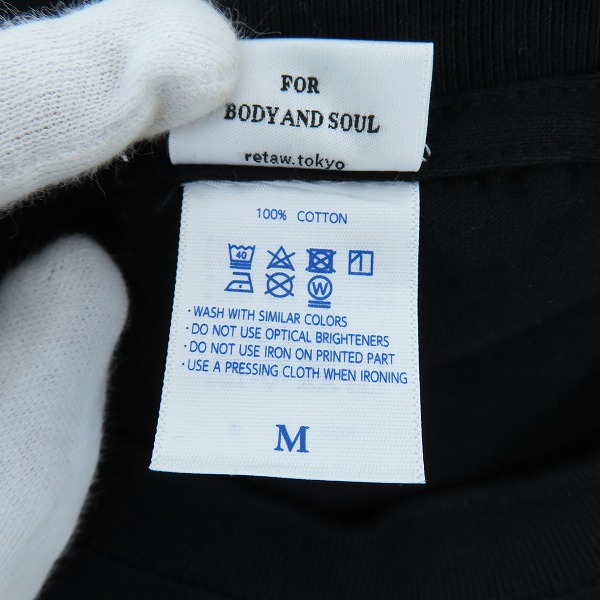 FOR
BODY AND SOUL
retaw.tokyo
100% COTTON
40
W
・WASH WITH SIMILAR COLORS
・DO NOT USE OPTICAL BRIGHTENERS
・DO NOT USE IRON ON PRINTED PART
・USE A PRESSING CLOTH WHEN IRONING
M